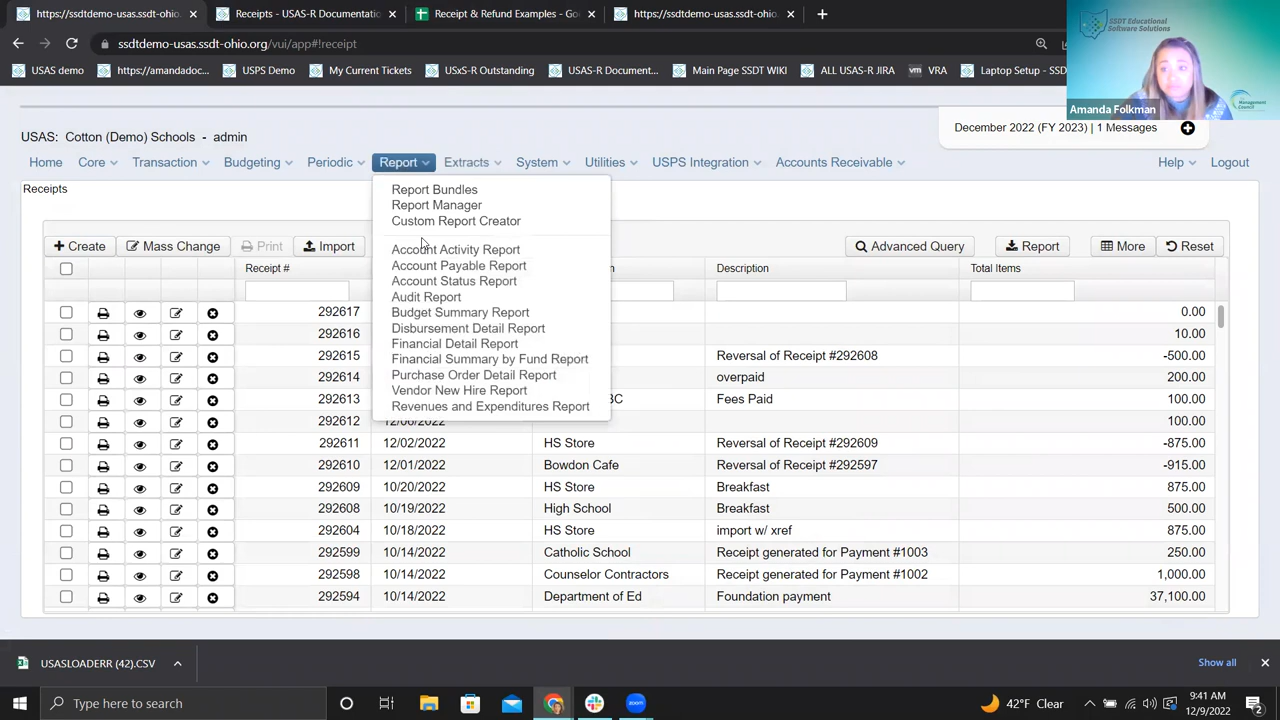 https://ssdtdemo-usas.ssdt-ohio.
Receipts - USAS-R Documentation
Receipt & Refund Examples - Go
https://ssdtdemo-usas.ssdt-ohio.
ssdtdemo-usas.ssdt-ohio.org/vui/app#!receipt
USAS demo
https://amandadoc...
USPS Demo
My Current Tickets
USxS-R Outstanding
USAS-R Document...
Main Page SSDT WIKI
ALL USAS-R JIRA
VRA
Laptop Setup - SSD
SSDT Educational
Software Solutions
Management
Council
Amanda Folkman
USAS: Cotton (Demo) Schools - admin
December 2022 (FY 2023) | 1 Messages
Home Core Transaction Budgeting Periodic Report Extracts System Utilities USPS Integration Accounts Receivable Help Logout
Receipts
Report Bundles
Report Manager
Custom Report Creator
Account Activity Report
Account Payable Report
Account Status Report
Audit Report
Budget Summary Report
Disbursement Detail Report
Financial Detail Report
Financial Summary by Fund Report
Purchase Order Detail Report
Vendor New Hire Report
Revenues and Expenditures Report
Create Mass Change Print Import Advanced Query Report More Reset
Receipt # Description Total Items
292617 0.00
292616 10.00
292615 Reversal of Receipt #292608 -500.00
292614 overpaid 200.00
292613 BC Fees Paid 100.00
292612 12/06/2022 100.00
292611 12/02/2022 HS Store Reversal of Receipt #292609 -875.00
292610 12/01/2022 Bowdon Cafe Reversal of Receipt #292597 -915.00
292609 10/20/2022 HS Store Breakfast 875.00
292608 10/19/2022 High School Breakfast 500.00
292604 10/18/2022 HS Store import w/ xref 875.00
292599 10/14/2022 Catholic School Receipt generated for Payment #1003 250.00
292598 10/14/2022 Counselor Contractors Receipt generated for Payment #1002 1,000.00
292594 10/14/2022 Department of Ed Foundation payment 37,100.00
USASLOADERR (42).CSV
Show all
Type here to search
zoom
42°F Clear
9:41 AM
12/9/2022
2